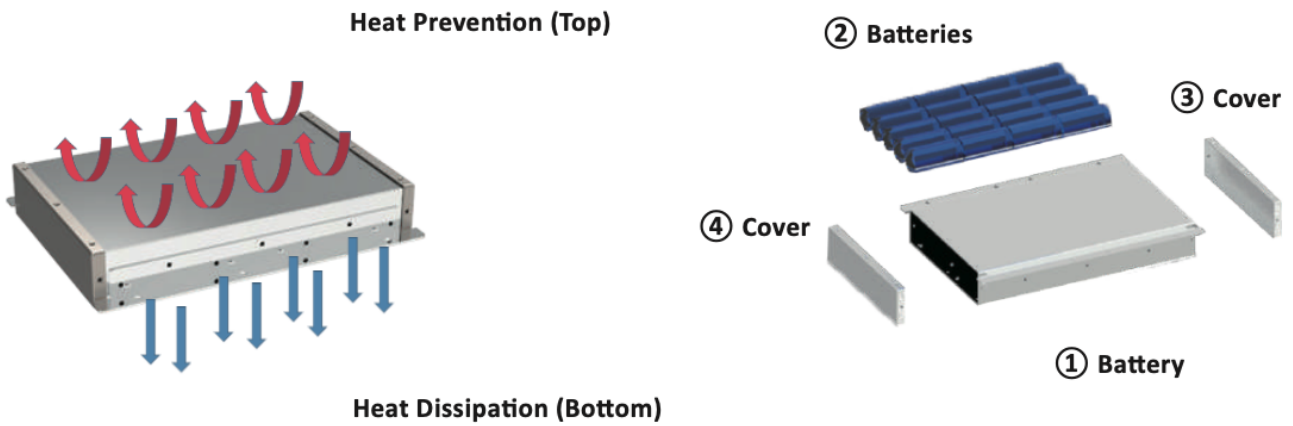 Heat Prevention (Top)
② Batteries
③ Cover
④ Cover
① Battery
Heat Dissipation (Bottom)